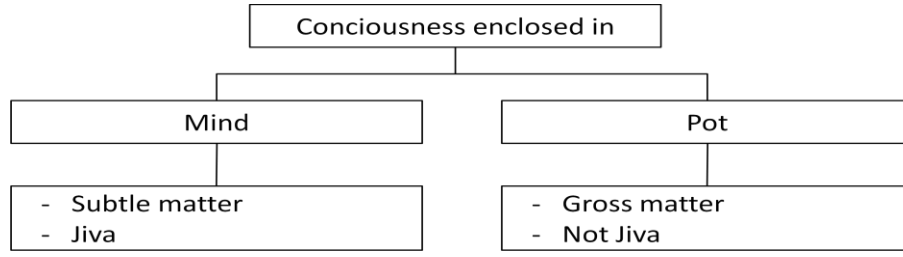 Conciousness enclosed in
Mind
Pot
- Subtle matter
- Jiva
- Gross matter
- Not Jiva